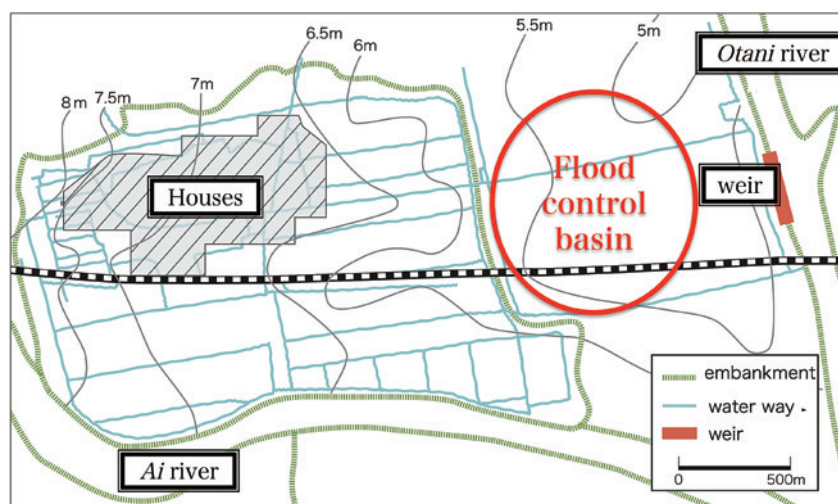 6.5m
6m
5.5m
5m
Otani river
8m
7.5m
7m
Houses
Flood
control
basin
weir
embankment
water way
weir
0 500m
Ai river